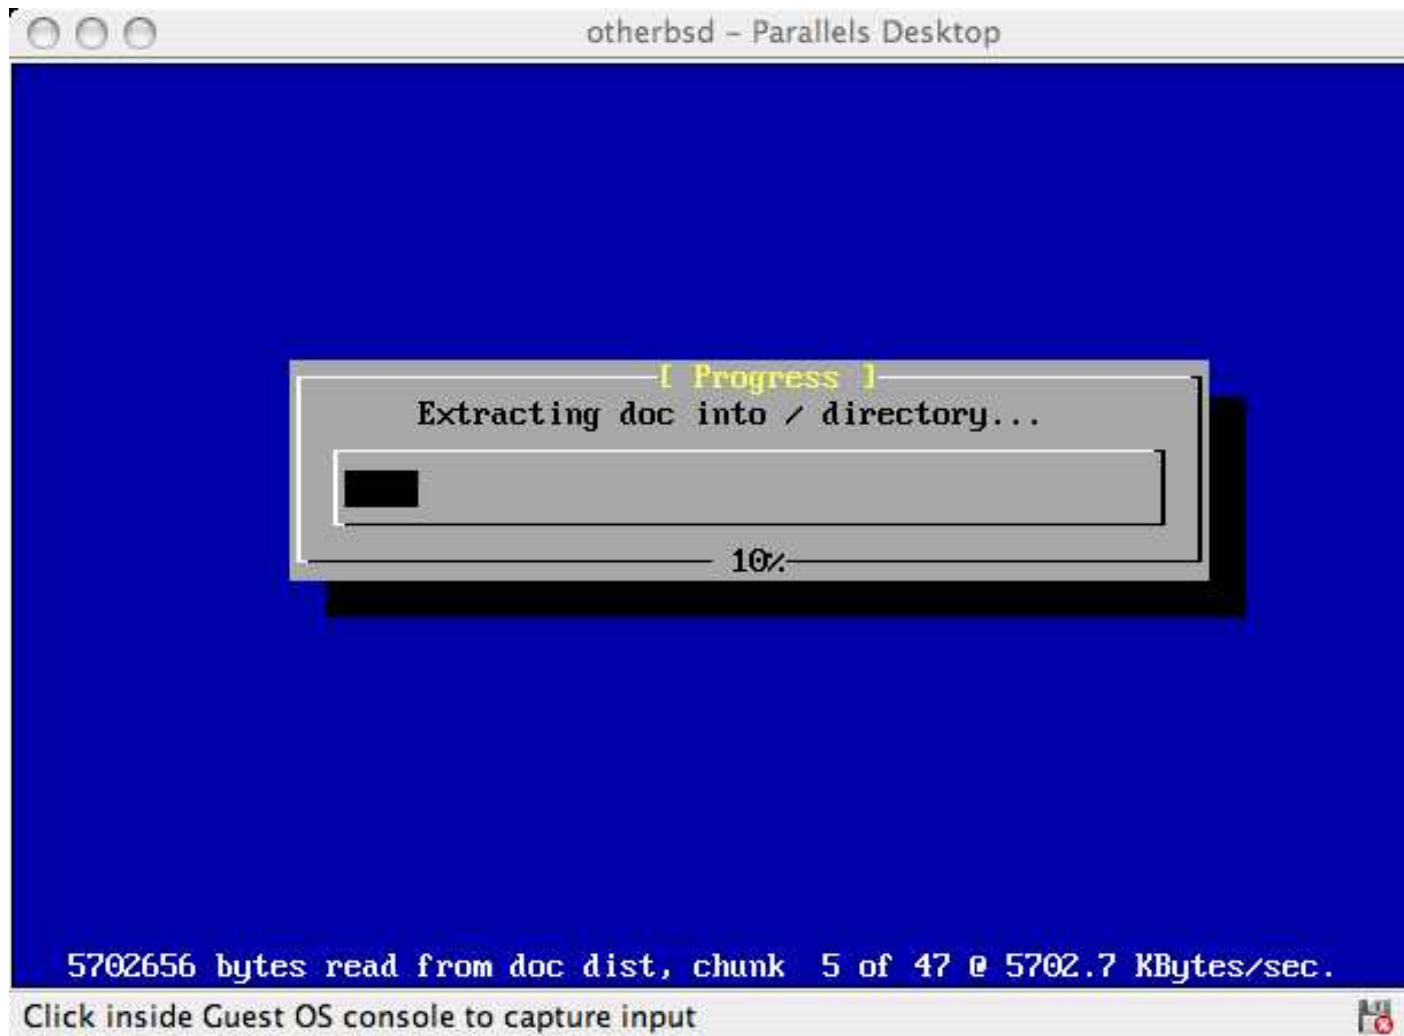 otherbsd – Parallels Desktop
[ Progress ]
Extracting doc into / directory...
10%
5702656 bytes read from doc dist, chunk  5 of 47 @ 5702.7 KBytes/sec.
Click inside Guest OS console to capture input